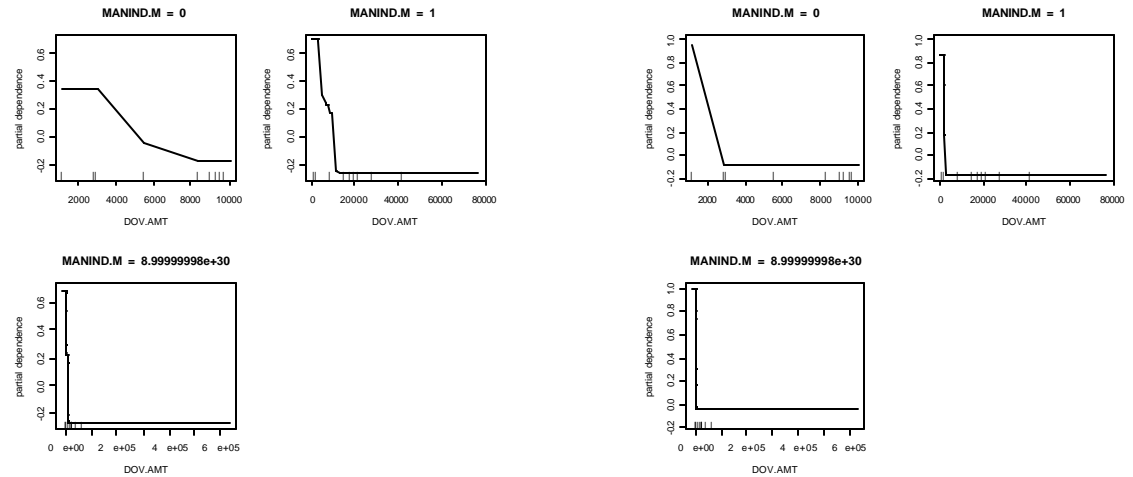 MANIND.M = 0
partial dependence
-0.2 0.0 0.2 0.4 0.6
2000 4000 6000 8000 10000
DOV.AMT
MANIND.M = 1
partial dependence
-0.2 0.0 0.2 0.4 0.6
0 20000 40000 60000 80000
DOV.AMT
MANIND.M = 0
partial dependence
-0.2 0.0 0.2 0.4 0.6 0.8 1.0
2000 4000 6000 8000 10000
DOV.AMT
MANIND.M = 1
partial dependence
-0.2 0.0 0.2 0.4 0.6 0.8 1.0
0 20000 40000 60000 80000
DOV.AMT
MANIND.M = 8.99999998e+30
partial dependence
-0.2 0.0 0.2 0.4 0.6
0 e+00 2 e+05 4 e+05 6 e+05
DOV.AMT
MANIND.M = 8.99999998e+30
partial dependence
-0.2 0.0 0.2 0.4 0.6 0.8 1.0
0 e+00 2 e+05 4 e+05 6 e+05
DOV.AMT